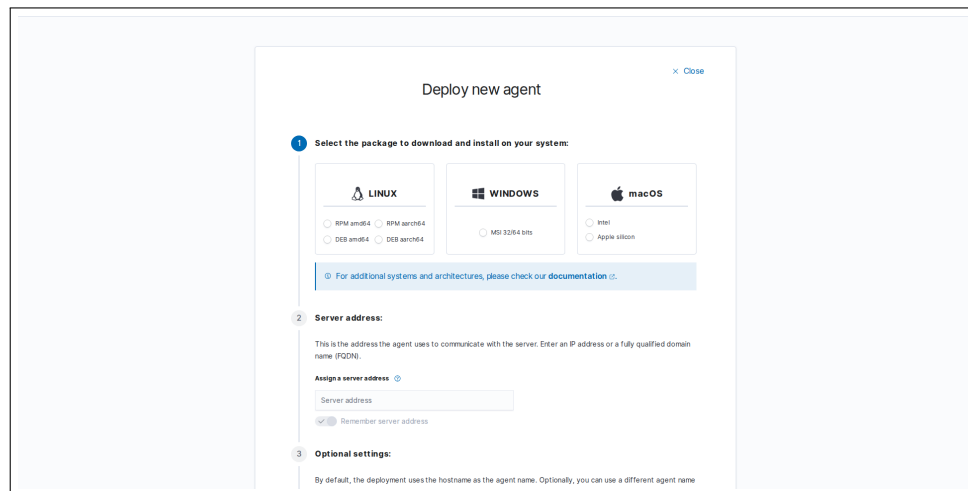 × Close
Deploy new agent
1 Select the package to download and install on your system:
LINUX
RPM amd64 RPM aarch64
DEB amd64 DEB aarch64
WINDOWS
MSI 32/64 bits
macOS
Intel
Apple silicon
For additional systems and architectures, please check our documentation.
2 Server address:
This is the address the agent uses to communicate with the server. Enter an IP address or a fully qualified domain
name (FQDN).
Assign a server address
Server address
Remember server address
3 Optional settings:
By default, the deployment uses the hostname as the agent name. Optionally, you can use a different agent name